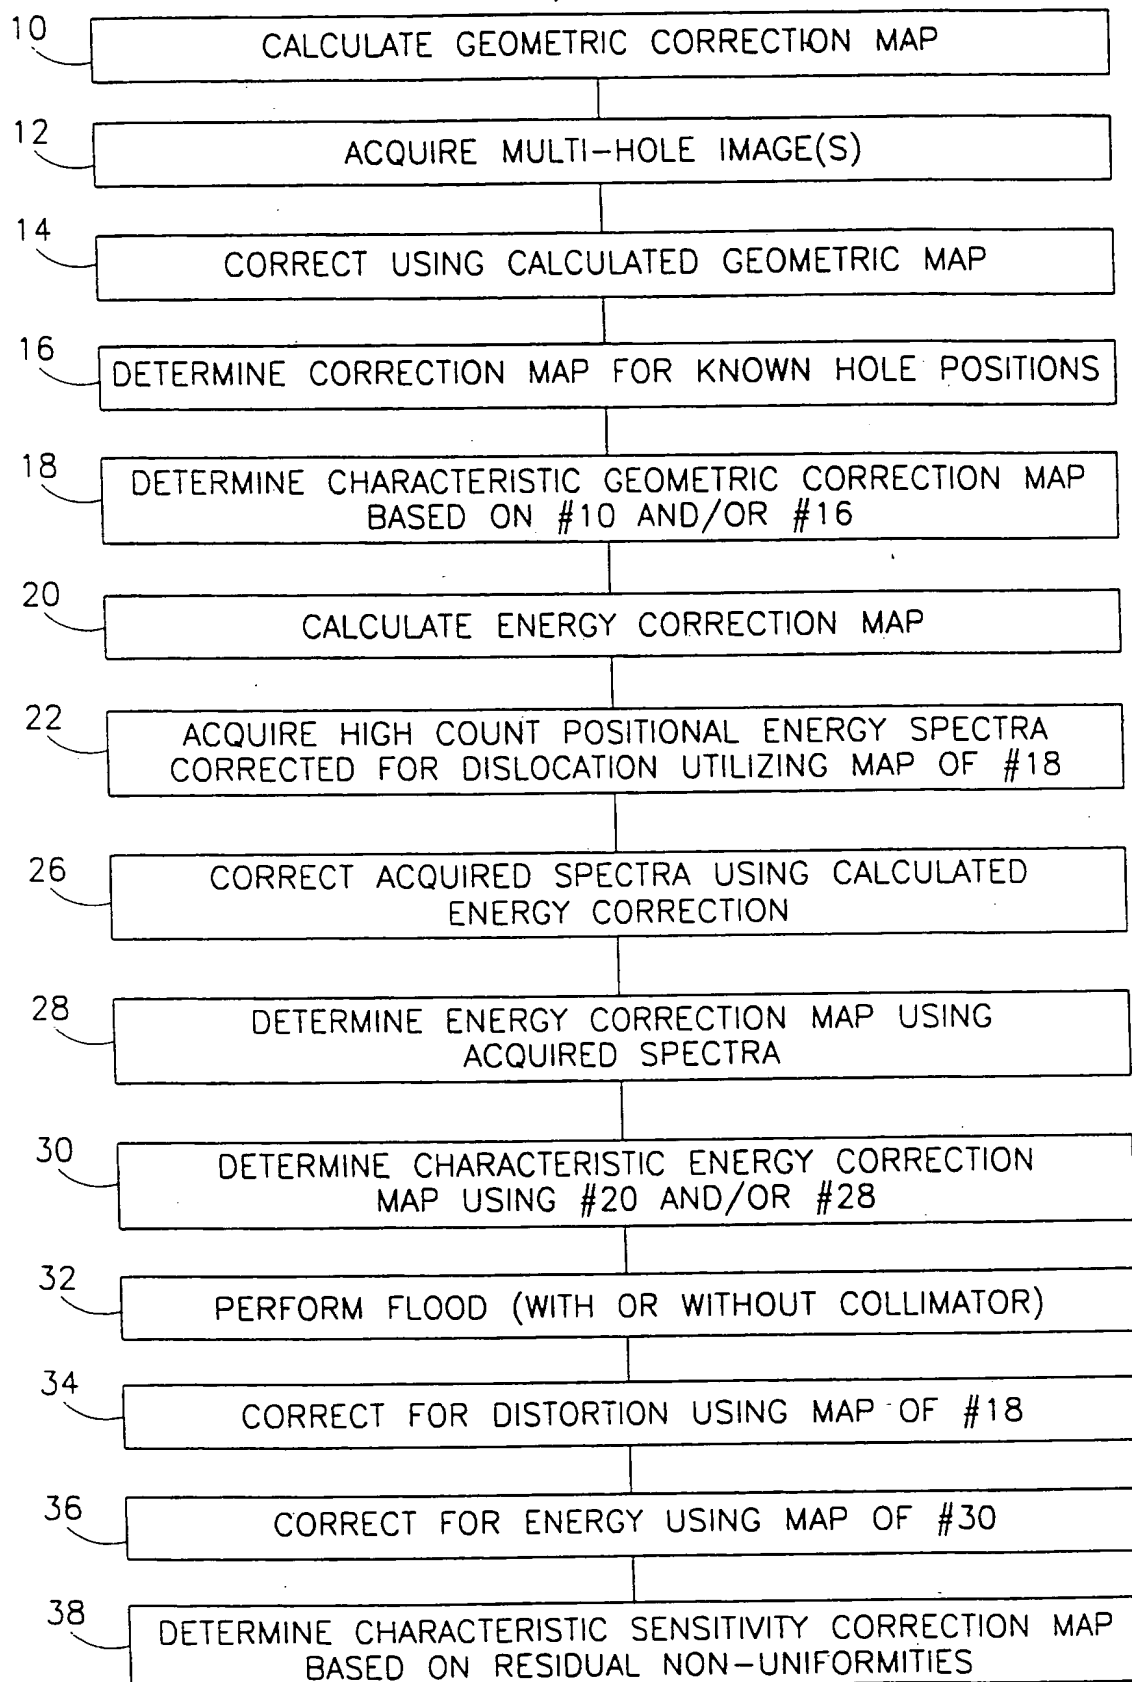 10
CALCULATE GEOMETRIC CORRECTION MAP
12
ACQUIRE MULTI-HOLE IMAGE(S)
14
CORRECT USING CALCULATED GEOMETRIC MAP
16
DETERMINE CORRECTION MAP FOR KNOWN HOLE POSITIONS
18
DETERMINE CHARACTERISTIC GEOMETRIC CORRECTION MAP
BASED ON #10 AND/OR #16
20
CALCULATE ENERGY CORRECTION MAP
22
ACQUIRE HIGH COUNT POSITIONAL ENERGY SPECTRA
CORRECTED FOR DISLOCATION UTILIZING MAP OF #18
26
CORRECT ACQUIRED SPECTRA USING CALCULATED
ENERGY CORRECTION
28
DETERMINE ENERGY CORRECTION MAP USING
ACQUIRED SPECTRA
30
DETERMINE CHARACTERISTIC ENERGY CORRECTION
MAP USING #20 AND/OR #28
32
PERFORM FLOOD (WITH OR WITHOUT COLLIMATOR)
34
CORRECT FOR DISTORTION USING MAP OF #18
36
CORRECT FOR ENERGY USING MAP OF #30
38
DETERMINE CHARACTERISTIC SENSITIVITY CORRECTION MAP
BASED ON RESIDUAL NON-UNIFORMITIES